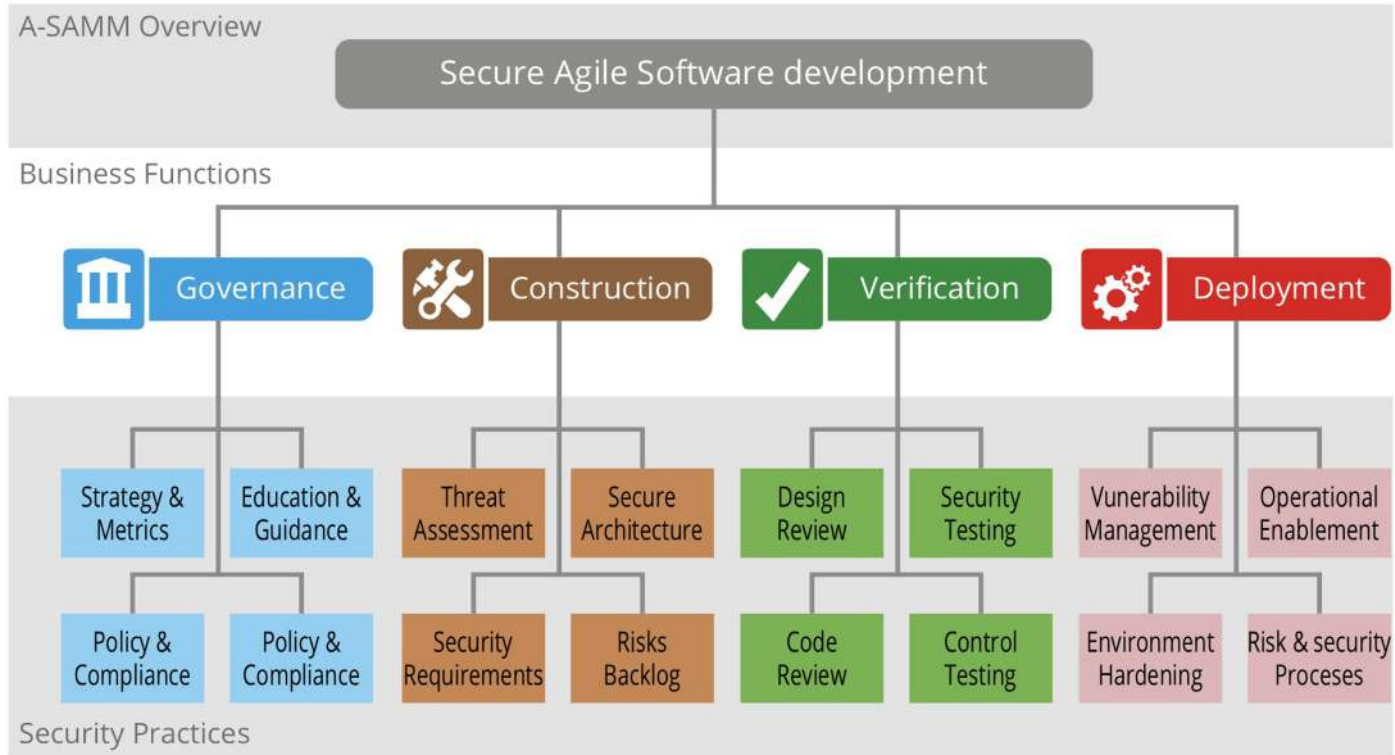 A-SAMM Overview
Secure Agile Software development
Business Functions
Governance
Construction
Verification
Deployment
Strategy &
Metrics
Education &
Guidance
Threat
Assessment
Secure
Architecture
Design
Review
Security
Testing
Vunerability
Management
Operational
Enablement
Policy &
Compliance
Policy &
Compliance
Security
Requirements
Risks
Backlog
Code
Review
Control
Testing
Environment
Hardening
Risk & security
Proceses
Security Practices